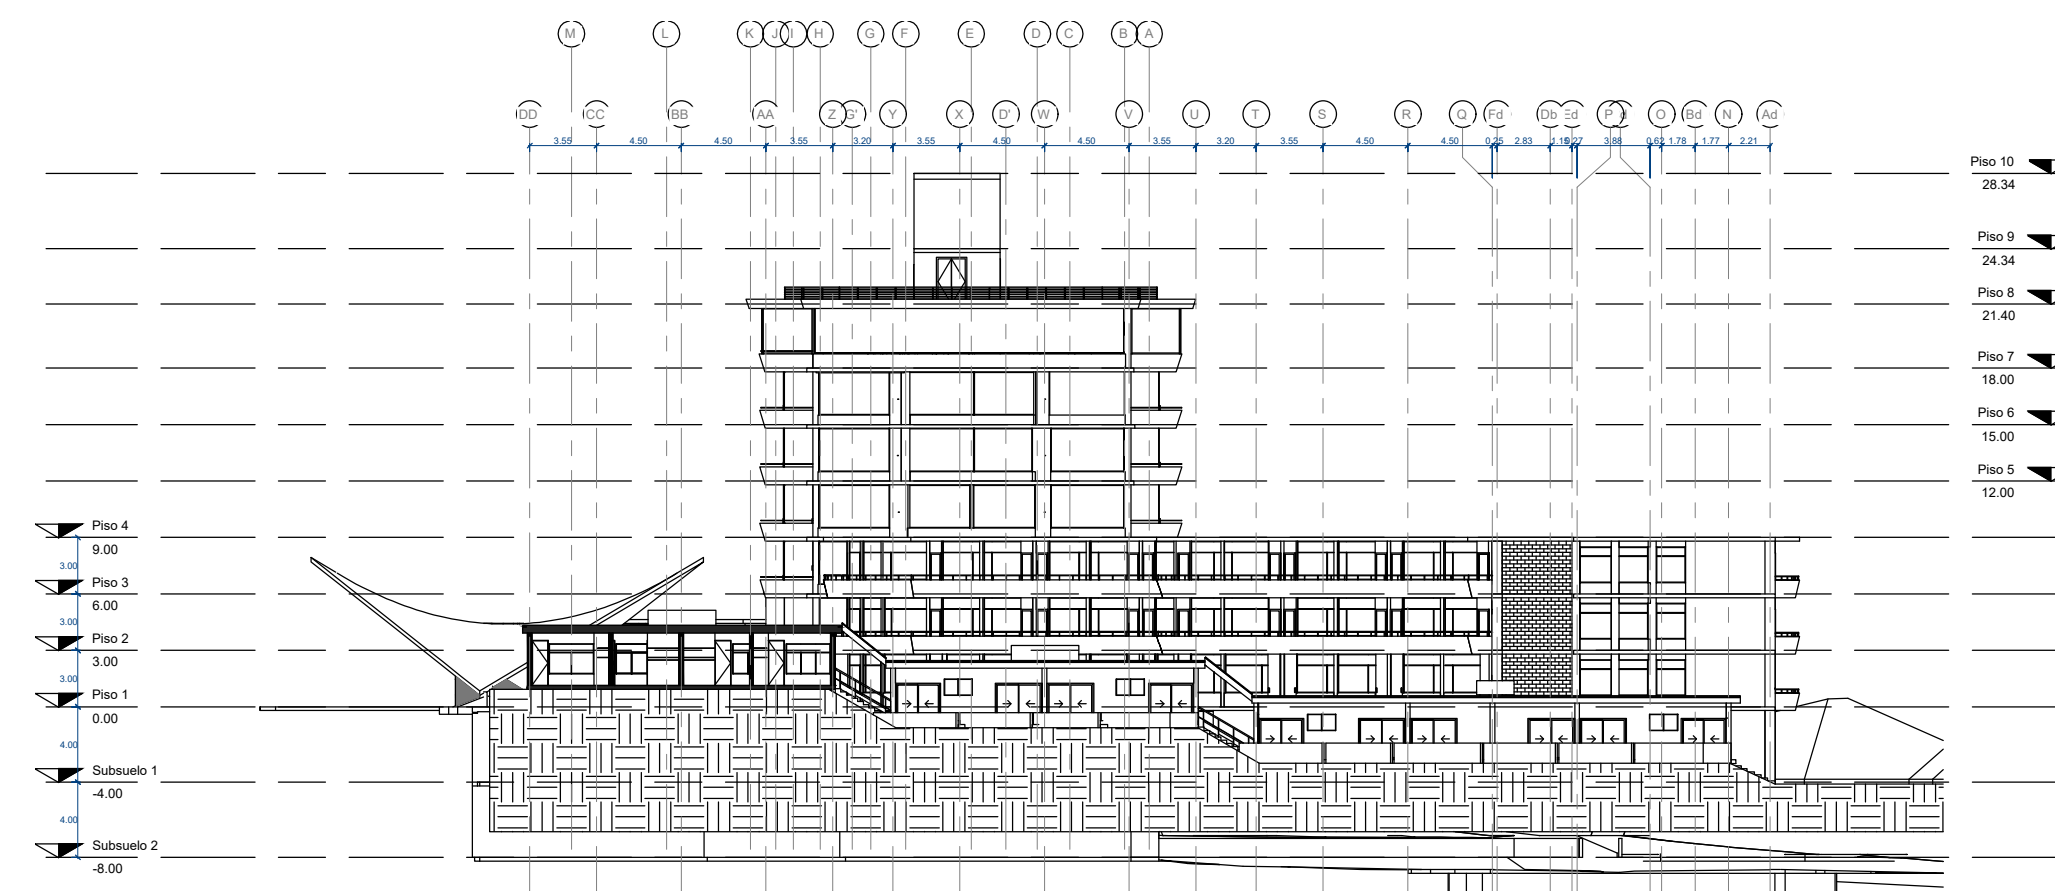 M L K J I H G F E D C B A
DD CC BB AA Z G' Y X D' W V U T S R Q Fd Db Ed P d O Bd N Ad
3.55 4.50 4.50 3.55 3.20 3.55 4.50 4.50 3.55 3.20 3.55 4.50 4.50 0.25 2.83 1.15 0.27 3.88 0.62 1.78 1.77 2.21
Piso 10
28.34
Piso 9
24.34
Piso 8
21.40
Piso 7
18.00
Piso 6
15.00
Piso 5
12.00
Piso 4
9.00
3.00
Piso 3
6.00
3.00
Piso 2
3.00
3.00
Piso 1
0.00
4.00
Subsuelo 1
-4.00
4.00
Subsuelo 2
-8.00